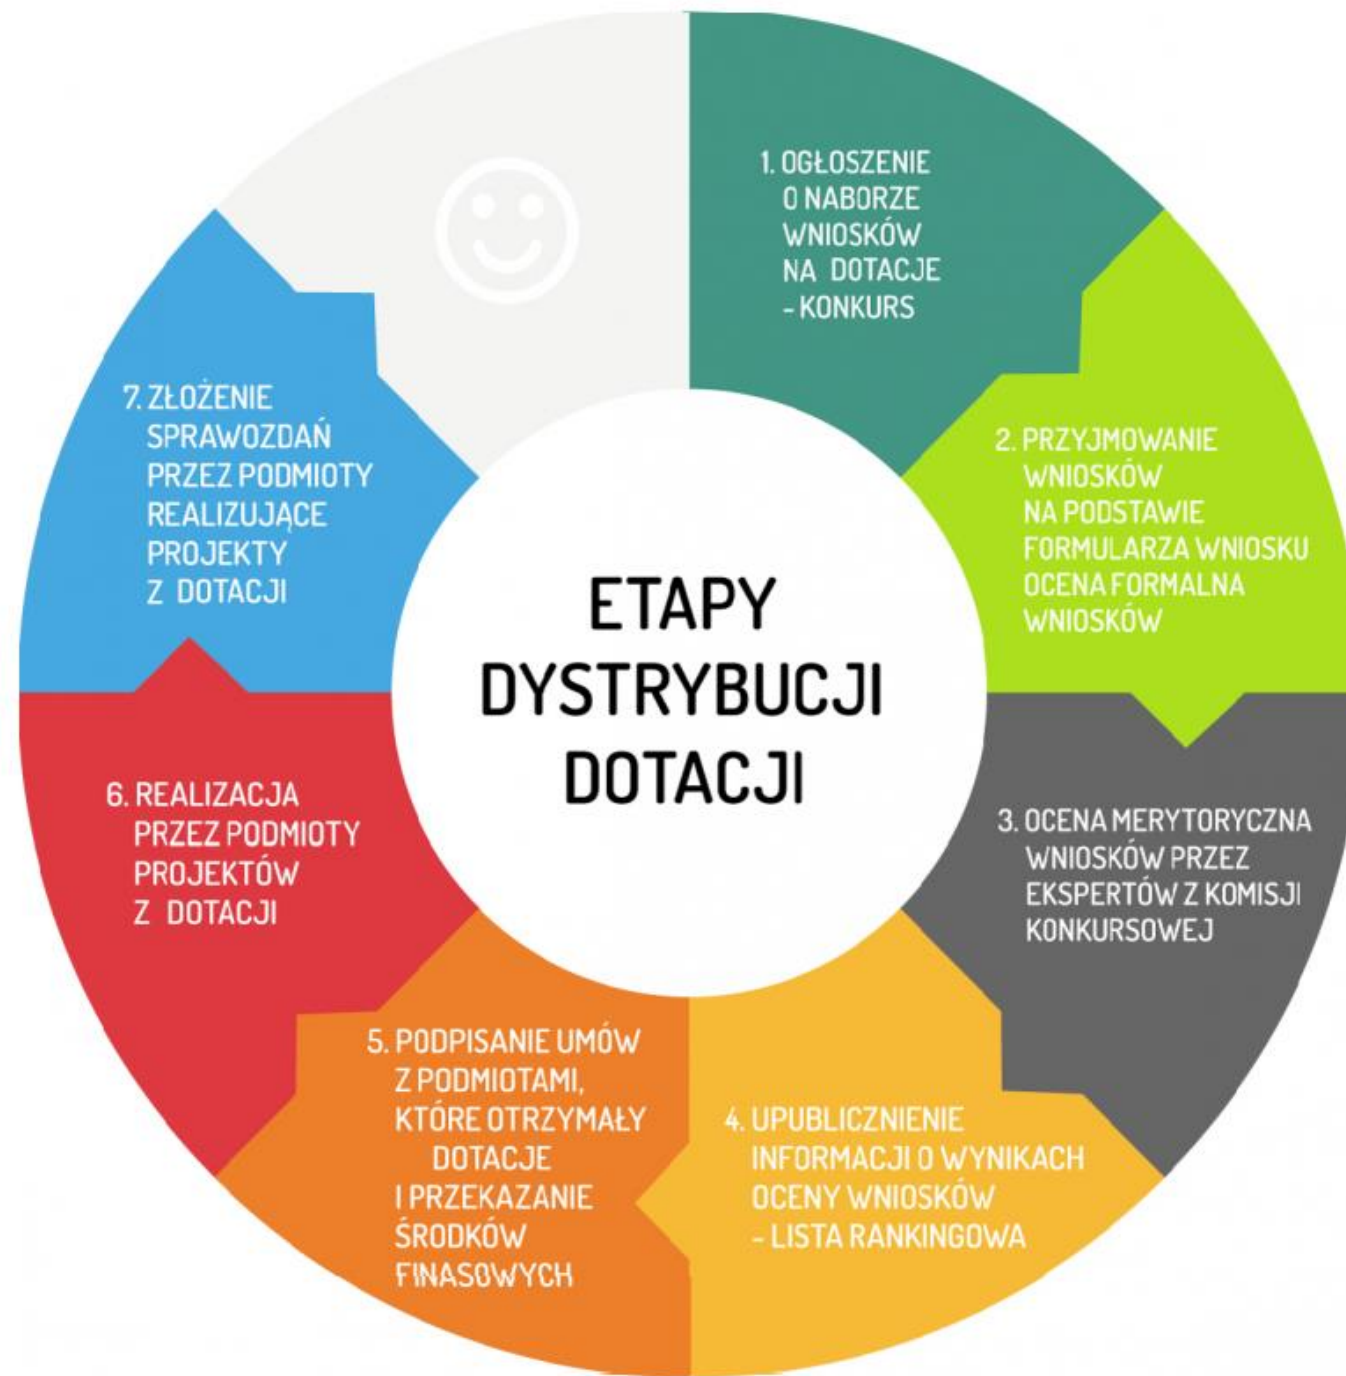 ETAPY
DYSTRYBUCJI
DOTACJI
1. OGŁOSZENIE
O NABORZE
WNIOSKÓW
NA DOTACJE
- KONKURS
2. PRZYJMOWANIE
WNIOSKÓW
NA PODSTAWIE
FORMULARZA WNIOSKU
OCENA FORMALNA
WNIOSKÓW
3. OCENA MERYTORYCZNA
WNIOSKÓW PRZEZ
EKSPERTÓW Z KOMISJI
KONKURSOWEJ
4. UPUBLICZNIENIE
INFORMACJI O WYNIKACH
OCENY WNIOSKÓW
- LISTA RANKINGOWA
5. PODPISANIE UMÓW
Z PODMIOTAMI,
KTÓRE OTRZYMAŁY
DOTACJE
I PRZEKAZANIE
ŚRODKÓW
FINASOWYCH
6. REALIZACJA
PRZEZ PODMIOTY
PROJEKTÓW
Z DOTACJI
7. ZŁOŻENIE
SPRAWOZDAŃ
PRZEZ PODMIOTY
REALIZUJĄCE
PROJEKTY
Z DOTACJI